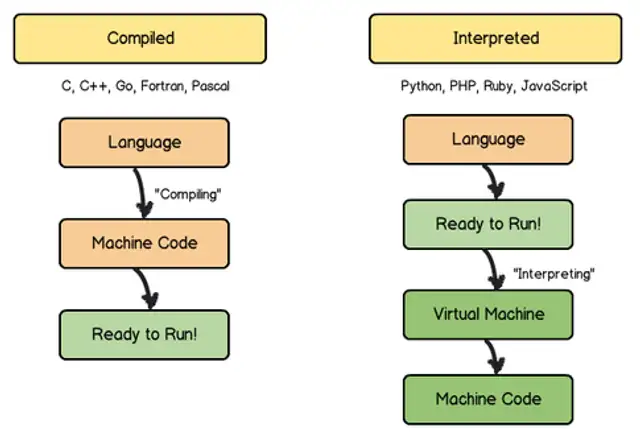 Compiled
C, C++, Go, Fortran, Pascal
Language
"Compiling"
Machine Code
Ready to Run!
Interpreted
Python, PHP, Ruby, JavaScript
Language
Ready to Run!
"Interpreting"
Virtual Machine
Machine Code